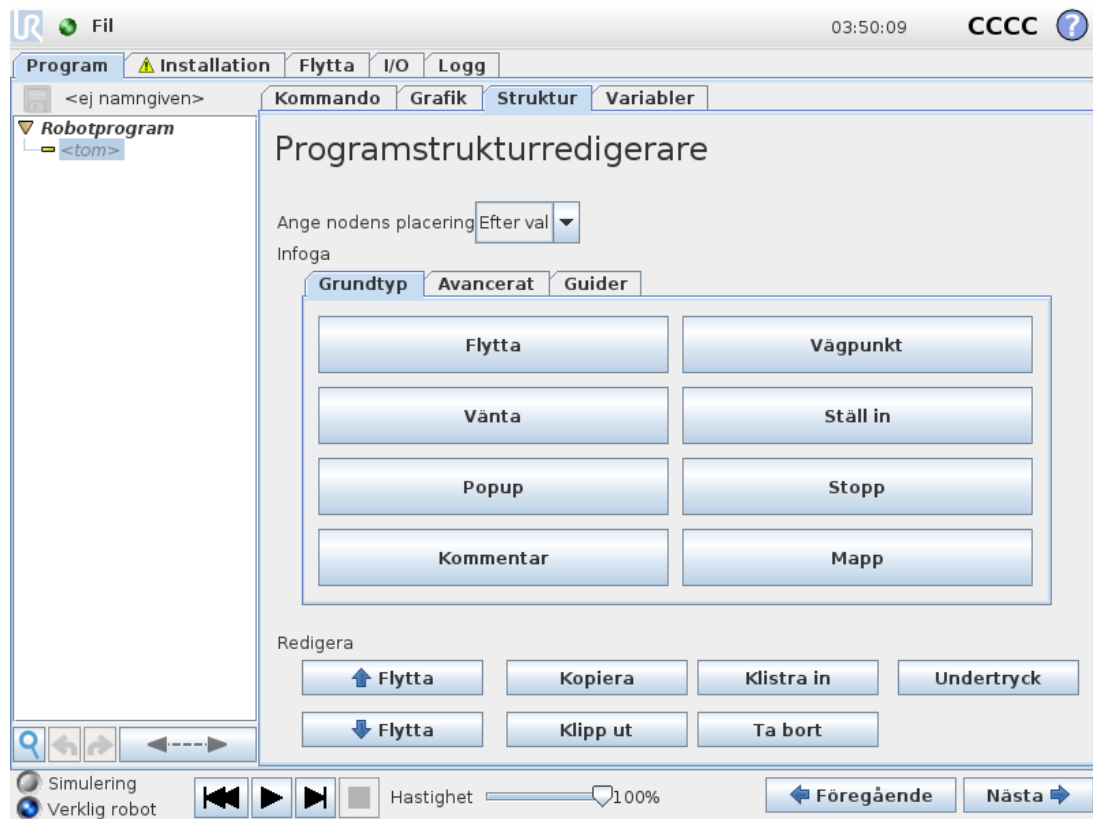 UR Fil 03:50:09 CCCC ?
Program Installation Flytta I/O Logg
<ej namngiven> Kommando Grafik Struktur Variabler
Robotprogram
<tom>
Programstrukturredigerare
Ange nodens placering Efter val
Infoga
Grundtyp Avancerat Guider
Flytta Vägpunkt
Vänta Ställ in
Popup Stopp
Kommentar Mapp
Redigera
Flytta Kopiera Klistra in Undertryck
Flytta Klipp ut Ta bort
Simulering
Verklig robot
Hastighet 100% Föregående Nästa